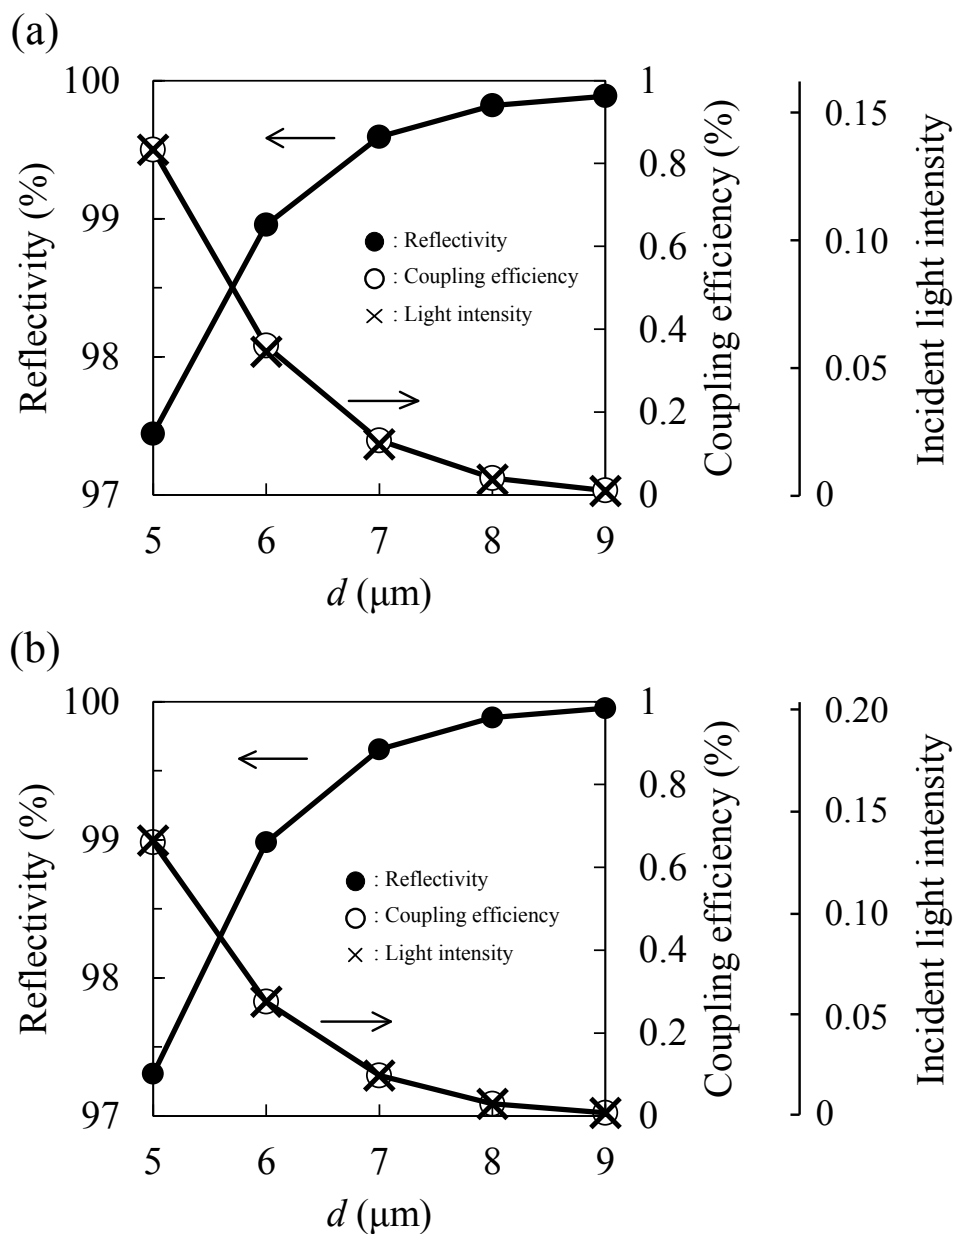 (a)
Reflectivity (%)
100
99
98
97
5 6 7 8 9
d (μm)
1
0.8
0.6
0.4
0.2
0
Coupling efficiency (%)
0.15
0.10
0.05
0
Incident light intensity
: Reflectivity
: Coupling efficiency
: Light intensity
(b)
Reflectivity (%)
100
99
98
97
5 6 7 8 9
d (μm)
1
0.8
0.6
0.4
0.2
0
Coupling efficiency (%)
0.20
0.15
0.10
0.05
0
Incident light intensity
: Reflectivity
: Coupling efficiency
: Light intensity